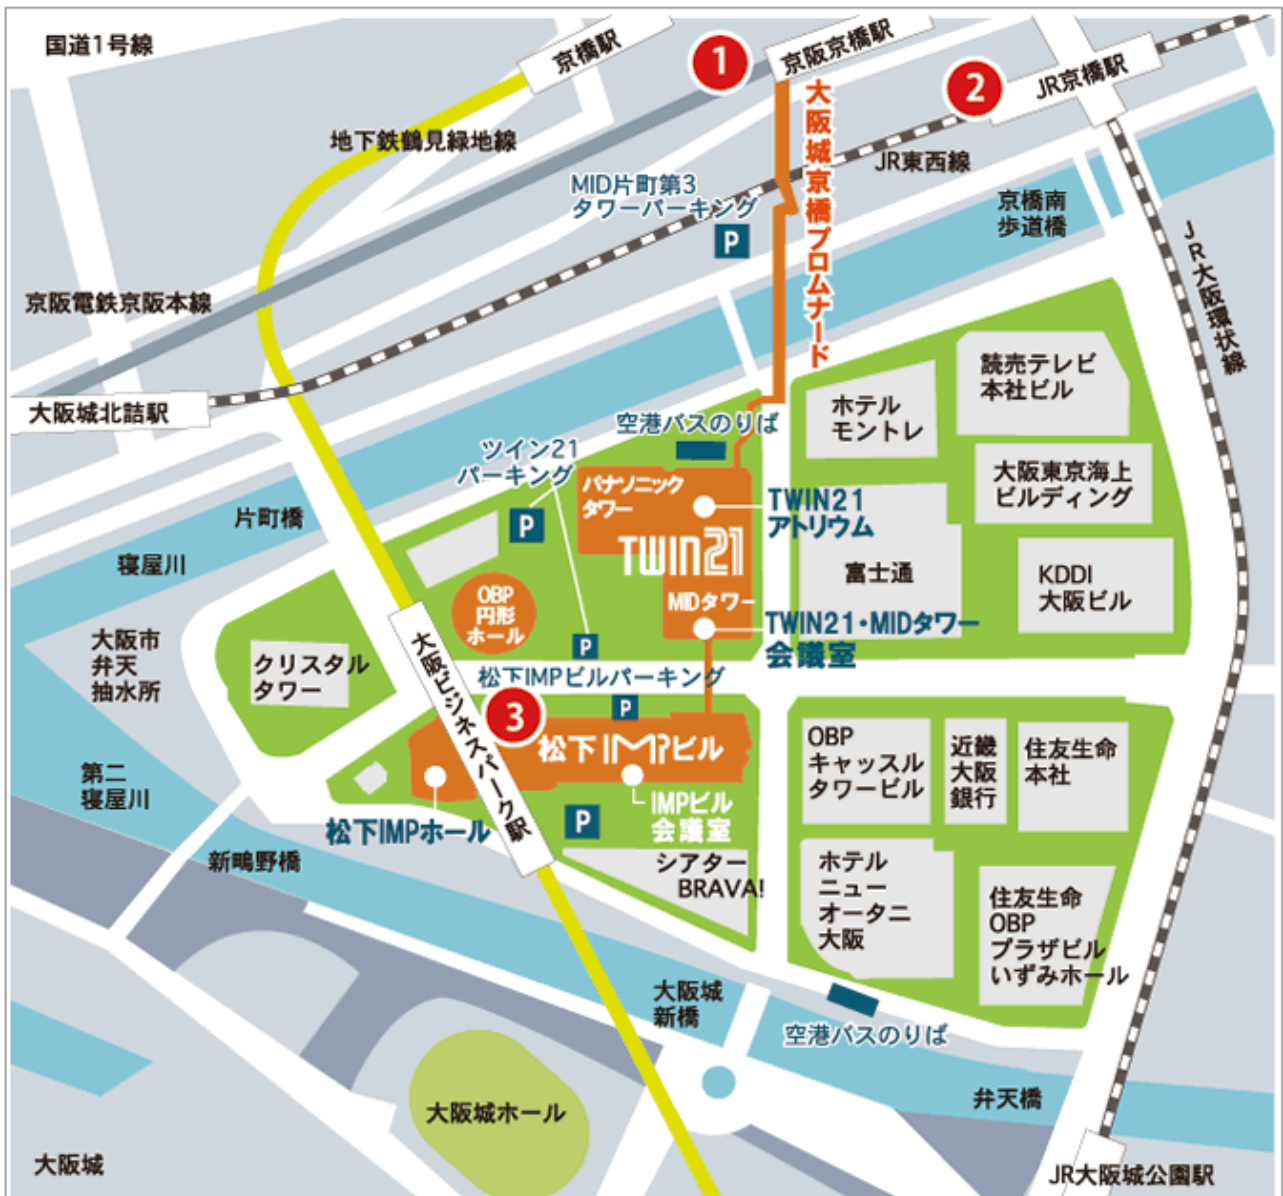 国道1号線
京橋駅
1
京阪京橋駅
2
JR京橋駅
地下鉄鶴見緑地線
大阪城京橋プロムナード
JR東西線
MID片町第3
タワーパーキング
P
京橋南
歩道橋
JR大阪環状線
京阪電鉄京阪本線
大阪城北詰駅
読売テレビ
本社ビル
ホテル
モントレ
空港バスのりば
ツイン21
パーキング
P
パナソニック
タワー
TWIN21
アトリウム
大阪東京海上
ビルディング
片町橋
TWIN21
寝屋川
富士通
KDDI
大阪ビル
OBP
円形
ホール
MIDタワー
TWIN21・MIDタワー
会議室
P
大阪市
弁天
抽水所
クリスタル
タワー
大阪ビジネスパーク駅
松下IMPビルパーキング
P
3
松下IMPビル
OBP
キャッスル
タワービル
近畿
大阪
銀行
住友生命
本社
第二
寝屋川
松下IMPホール
P
IMPビル
会議室
新鴫野橋
シアター
BRAVA!
ホテル
ニュー
オータニ
大阪
住友生命
OBP
プラザビル
いずみホール
大阪城
新橋
空港バスのりば
弁天橋
大阪城ホール
大阪城
JR大阪城公園駅